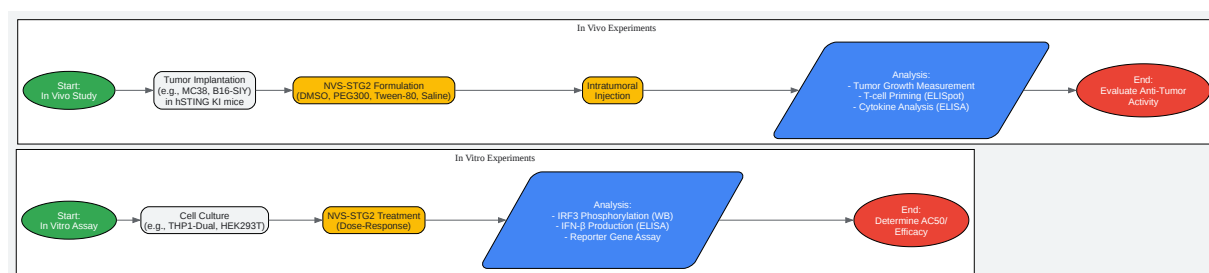 In Vivo Experiments
Start:
In Vivo Study
Tumor Implantation
(e.g., MC38, B16-SIY)
in hSTING KI mice
NVS-STG2 Formulation
(DMSO, PEG300, Tween-80, Saline)
Intratumoral
Injection
Analysis:
- Tumor Growth Measurement
- T-cell Priming (ELISpot)
- Cytokine Analysis (ELISA)
End:
Evaluate Anti-Tumor
Activity
In Vitro Experiments
Start:
In Vitro Assay
Cell Culture
(e.g., THP1-Dual, HEK293T)
NVS-STG2 Treatment
(Dose-Response)
Analysis:
- IRF3 Phosphorylation (WB)
- IFN-β Production (ELISA)
- Reporter Gene Assay
End:
Determine AC50/
Efficacy